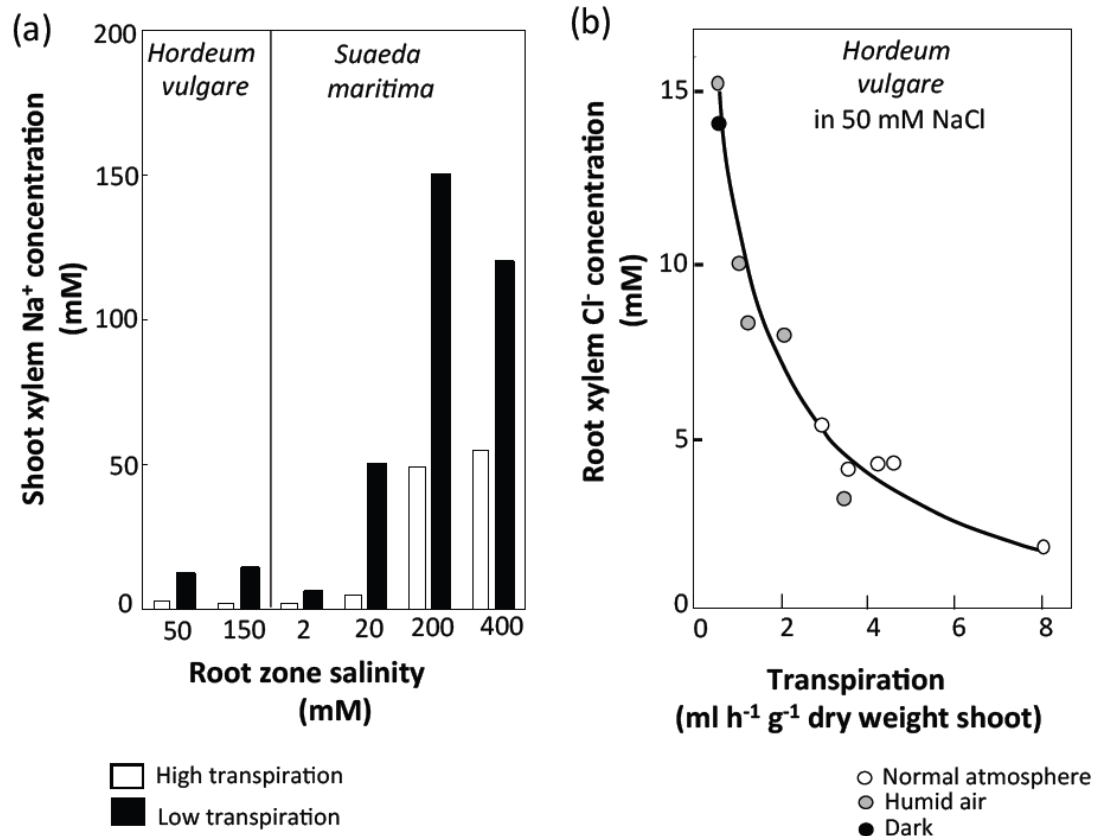 (a)
200
150
100
50
0
Shoot xylem Na⁺ concentration
(mM)
Hordeum
vulgare
Suaeda
maritima
50 150 2 20 200 400
Root zone salinity
(mM)
High transpiration
Low transpiration
(b)
15
10
5
0
Root xylem Cl⁻ concentration
(mM)
Hordeum
vulgare
in 50 mM NaCl
0 2 4 6 8
Transpiration
(ml h⁻¹ g⁻¹ dry weight shoot)
Normal atmosphere
Humid air
Dark